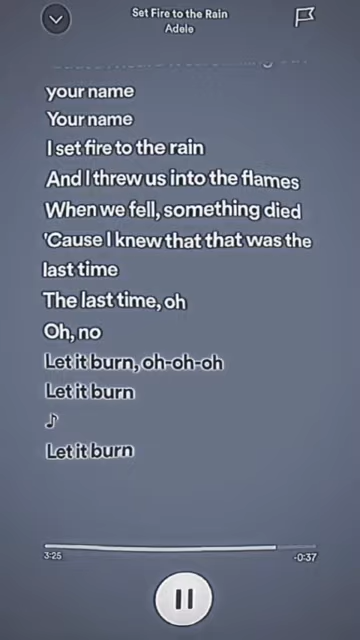 Set Fire to the Rain
Adele
your name
Your name
I set fire to the rain
And I threw us into the flames
When we fell, something died
'Cause I knew that that was the
last time
The last time, oh
Oh, no
Let it burn, oh-oh-oh
Let it burn
♪
Let it burn
3:25
-0:37